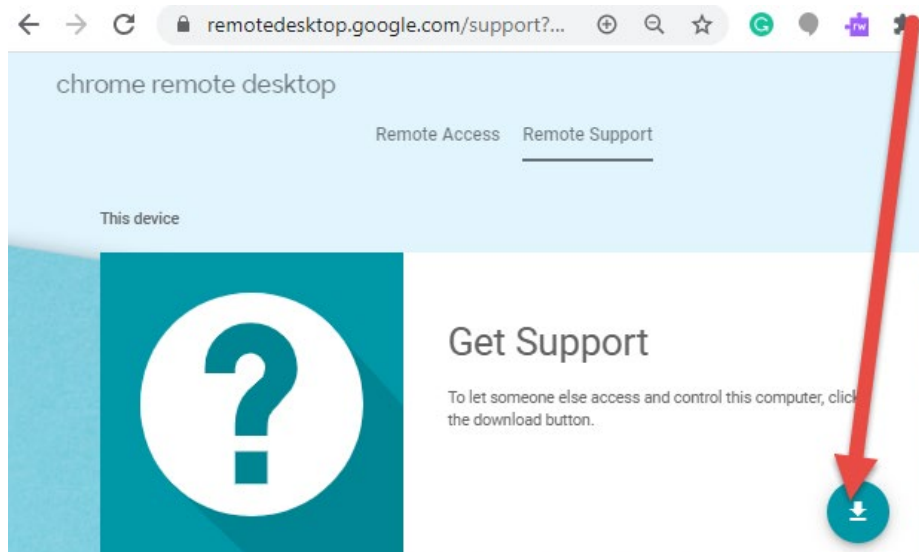 remotedesktop.google.com/support?...
chrome remote desktop
Remote Access Remote Support
This device
Get Support
To let someone else access and control this computer, click
the download button.